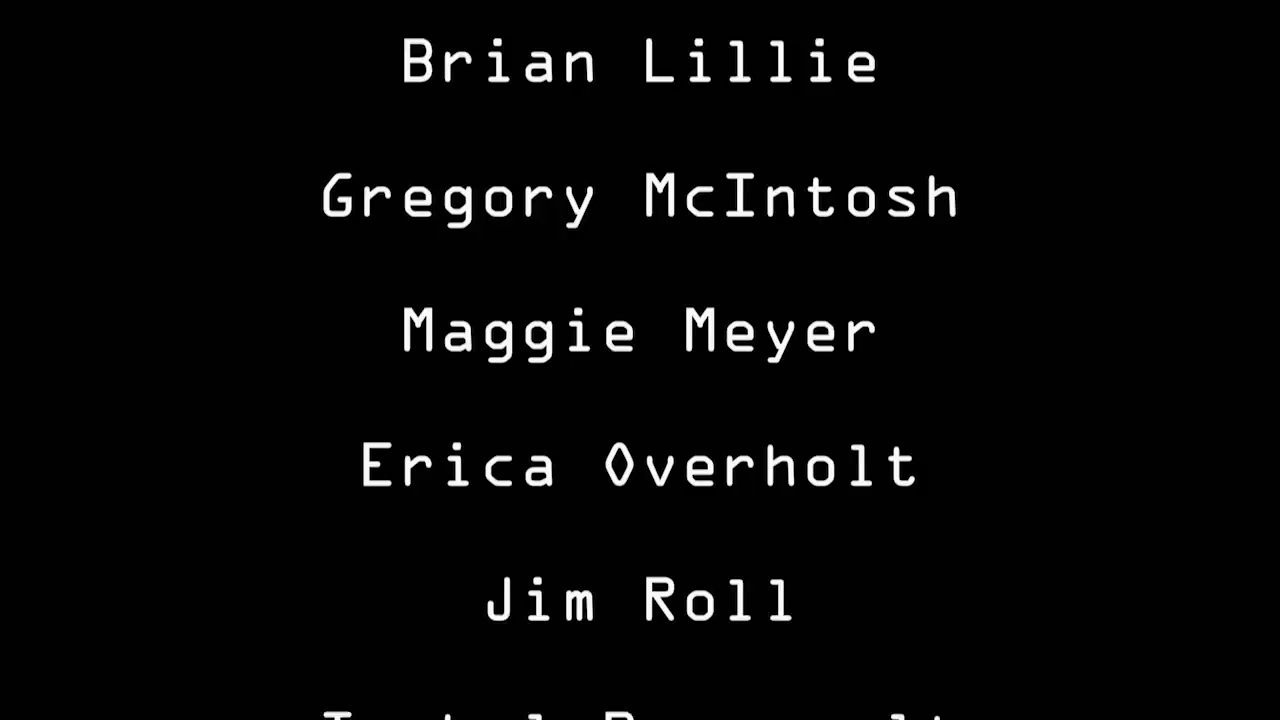 Brian Lillie
Gregory McIntosh
Maggie Meyer
Erica Overholt
Jim Roll